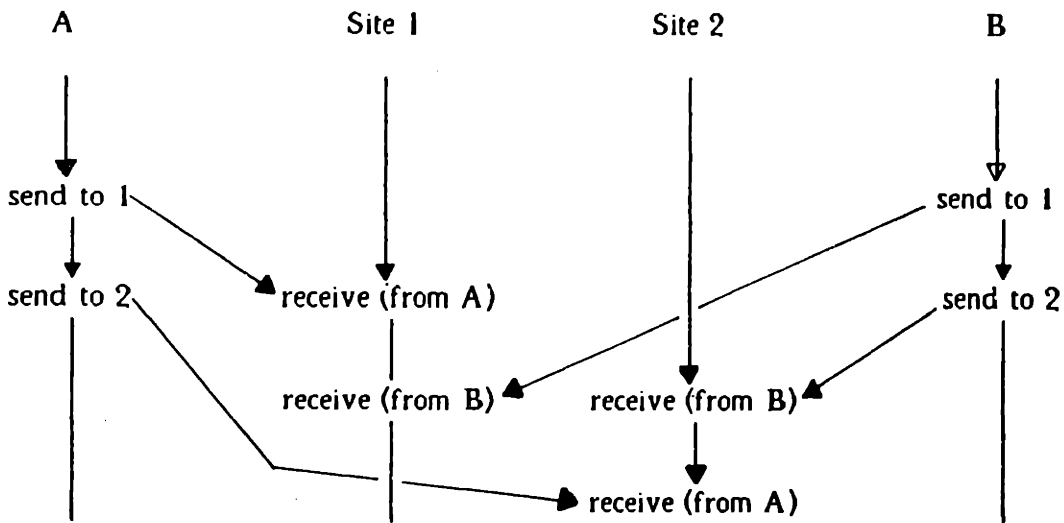 A Site 1 Site 2 B
send to 1 send to 1
send to 2 receive (from A) send to 2
receive (from B) receive (from B)
receive (from A)